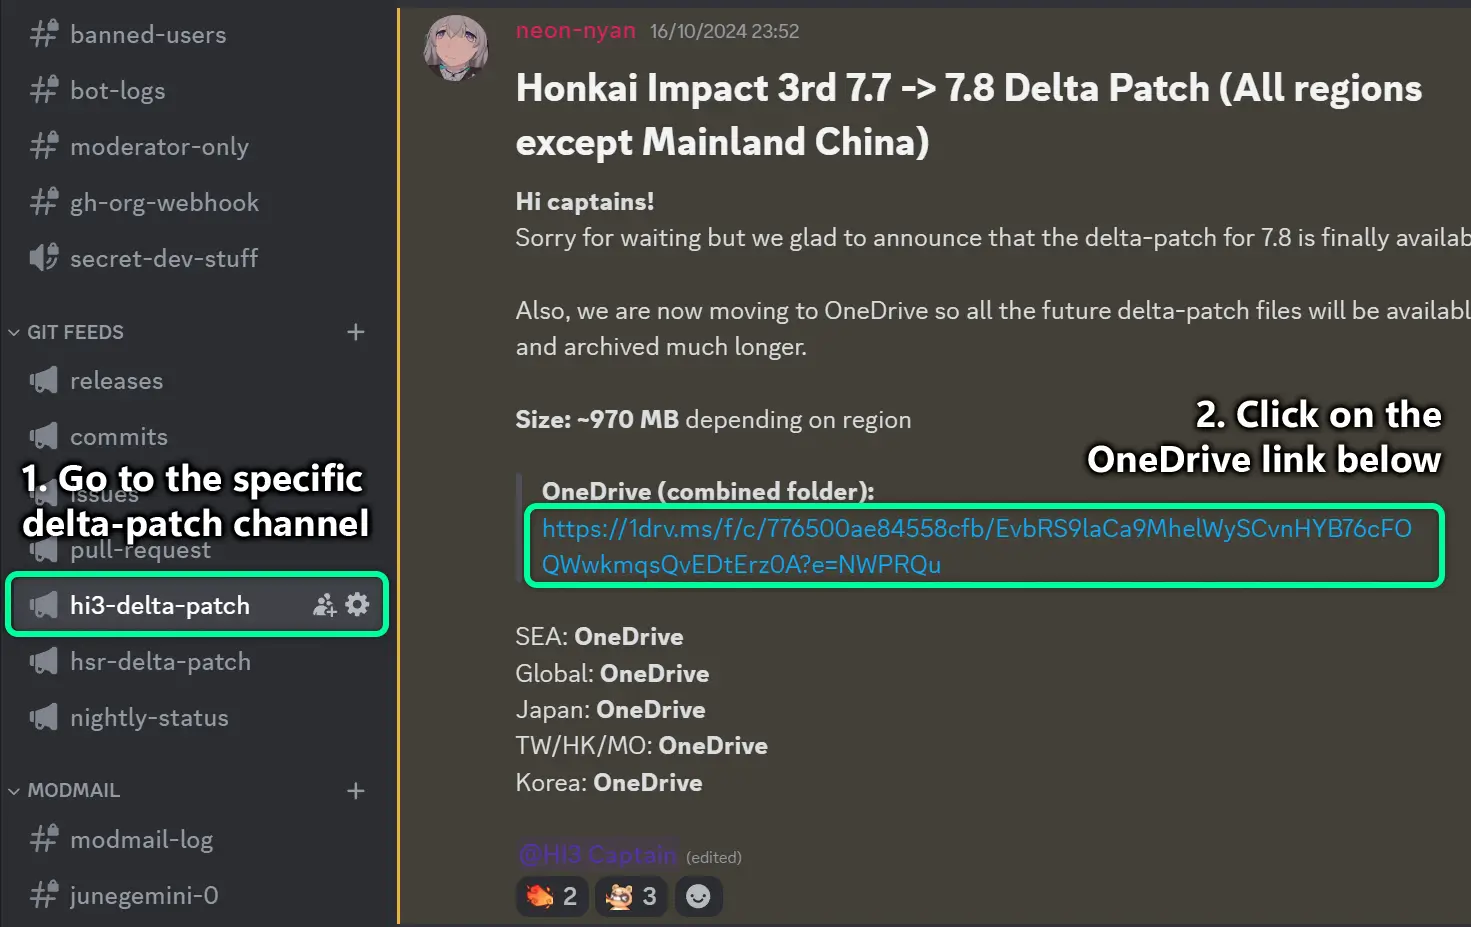 banned-users
bot-logs
moderator-only
gh-org-webhook
secret-dev-stuff
GIT FEEDS
releases
commits
1. Go to the specific
issues
delta-patch channel
pull-request
hi3-delta-patch
hsr-delta-patch
nightly-status
MODMAIL
modmail-log
junegemini-0
neon-nyan 16/10/2024 23:52
Honkai Impact 3rd 7.7 -> 7.8 Delta Patch (All regions
except Mainland China)
Hi captains!
Sorry for waiting but we glad to announce that the delta-patch for 7.8 is finally availab
Also, we are now moving to OneDrive so all the future delta-patch files will be availabl
and archived much longer.
Size: ~970 MB depending on region
2. Click on the
OneDrive link below
OneDrive (combined folder):
https://1drv.ms/f/c/776500ae84558cfb/EvbRS9laCa9MhelWySCvnHYB76cFO
QWwkmqsQvEDtErz0A?e=NWPRQu
SEA: OneDrive
Global: OneDrive
Japan: OneDrive
TW/HK/MO: OneDrive
Korea: OneDrive
@HI3 Captain (edited)
2 3